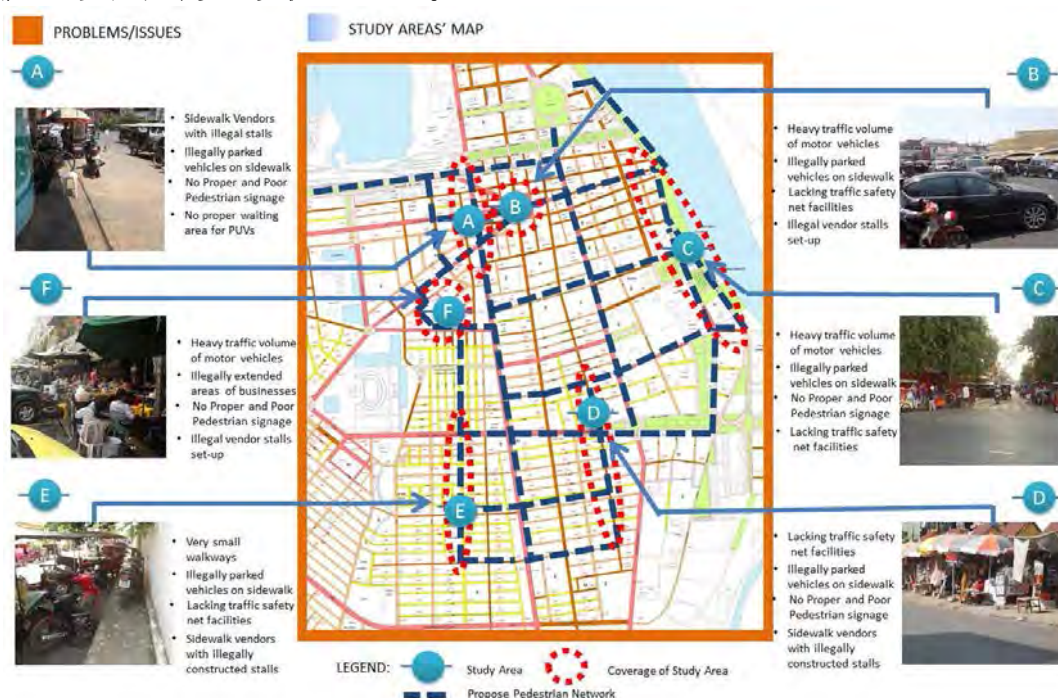 PROBLEMS/ISSUES
STUDY AREAS' MAP
A
• Sidewalk Vendors
with illegal stalls
• Illegally parked
vehicles on sidewalk
• No Proper and Poor
Pedestrian signage
• No proper waiting
area for PUVs
F
• Heavy traffic volume
of motor vehicles
• Illegally extended
areas of businesses
• No Proper and Poor
Pedestrian signage
• Illegal vendor stalls
set-up
E
• Very small
walkways
• Illegally parked
vehicles on sidewalk
• Lacking traffic safety
net facilities
• Sidewalk vendors
with illegally
constructed stalls
A
B
C
F
D
E
B
• Heavy traffic volume
of motor vehicles
• Illegally parked
vehicles on sidewalk
• Lacking traffic safety
net facilities
• Illegal vendor stalls
set-up
C
• Heavy traffic volume
of motor vehicles
• Illegally parked
vehicles on sidewalk
• No Proper and Poor
Pedestrian signage
• Lacking traffic safety
net facilities
D
• Lacking traffic safety
net facilities
• Illegally parked
vehicles on sidewalk
• No Proper and Poor
Pedestrian signage
• Sidewalk vendors
with illegally
constructed stalls
LEGEND:
Study Area
Coverage of Study Area
Propose Pedestrian Network